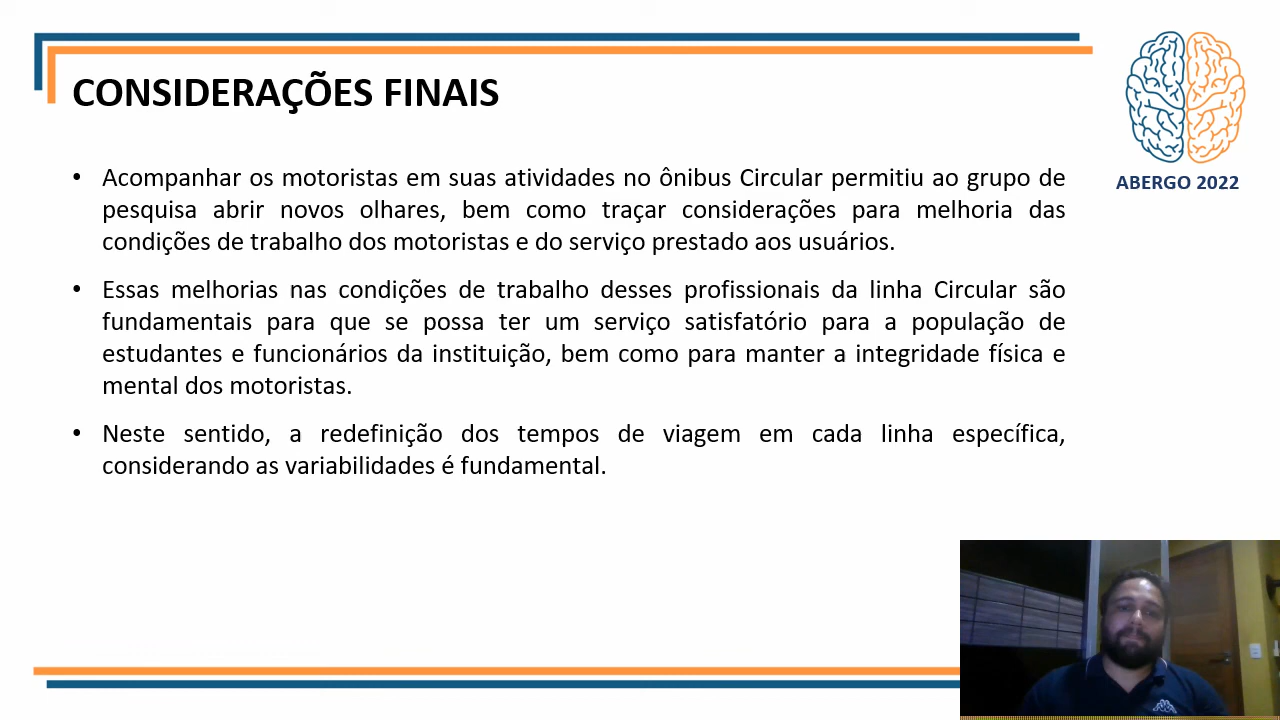 CONSIDERAÇÕES FINAIS
ABERGO 2022
• Acompanhar os motoristas em suas atividades no ônibus Circular permitiu ao grupo de
pesquisa abrir novos olhares, bem como traçar considerações para melhoria das
condições de trabalho dos motoristas e do serviço prestado aos usuários.
• Essas melhorias nas condições de trabalho desses profissionais da linha Circular são
fundamentais para que se possa ter um serviço satisfatório para a população de
estudantes e funcionários da instituição, bem como para manter a integridade física e
mental dos motoristas.
• Neste sentido, a redefinição dos tempos de viagem em cada linha específica,
considerando as variabilidades é fundamental.